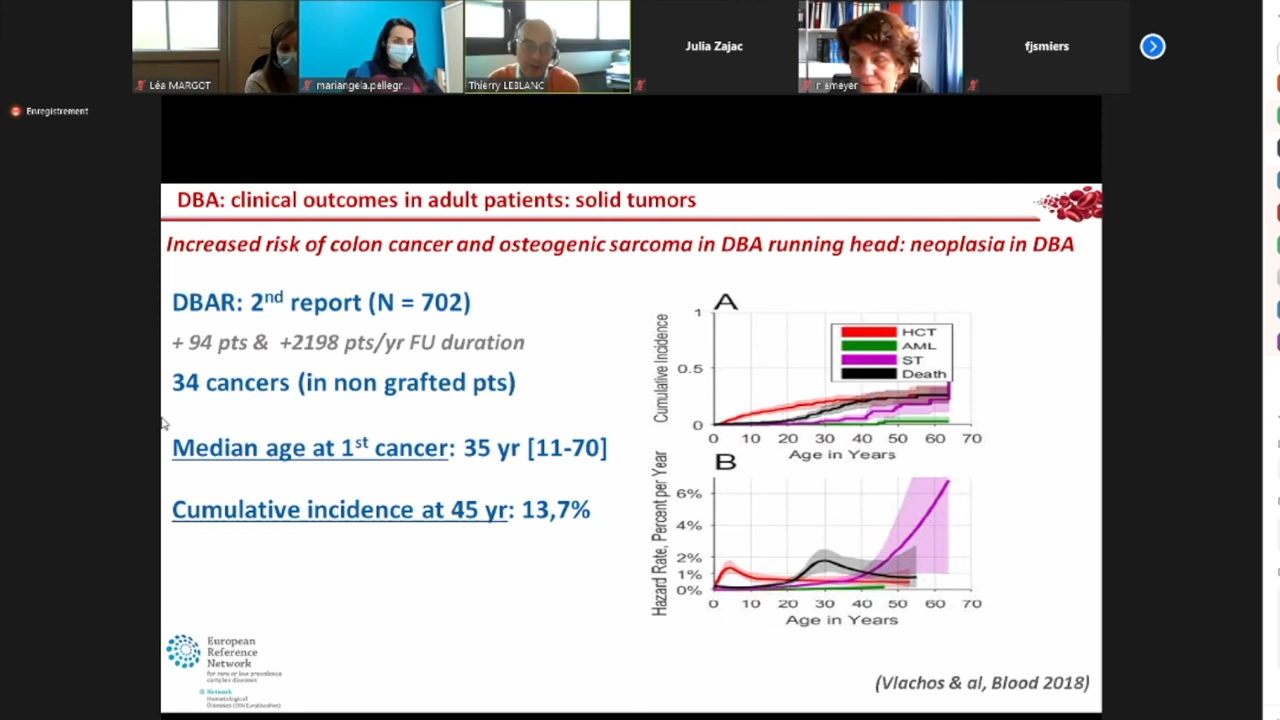 Léa MARGOT
mariangela.pellegr...
Thierry LEBLANC
Julia Zajac
niemeyer
fjsmiers
Enregistrement
DBA: clinical outcomes in adult patients: solid tumors
Increased risk of colon cancer and osteogenic sarcoma in DBA running head: neoplasia in DBA
DBAR: 2nd report (N = 702)
+ 94 pts & +2198 pts/yr FU duration
34 cancers (in non grafted pts)
Median age at 1st cancer: 35 yr [11-70]
Cumulative incidence at 45 yr: 13,7%
A
Cumulative Incidence
1
0.5
0
HCT
AML
ST
Death
0 10 20 30 40 50 60 70
Age in Years
B
Hazard Rate, Percent per Year
6%
4%
2%
1%
0%
0 10 20 30 40 50 60 70
Age in Years
European
Reference
Network
for rare or low prevalence
complex diseases
Network
Hematological
Diseases (ERN EuroBloodNet)
(Vlachos & al, Blood 2018)